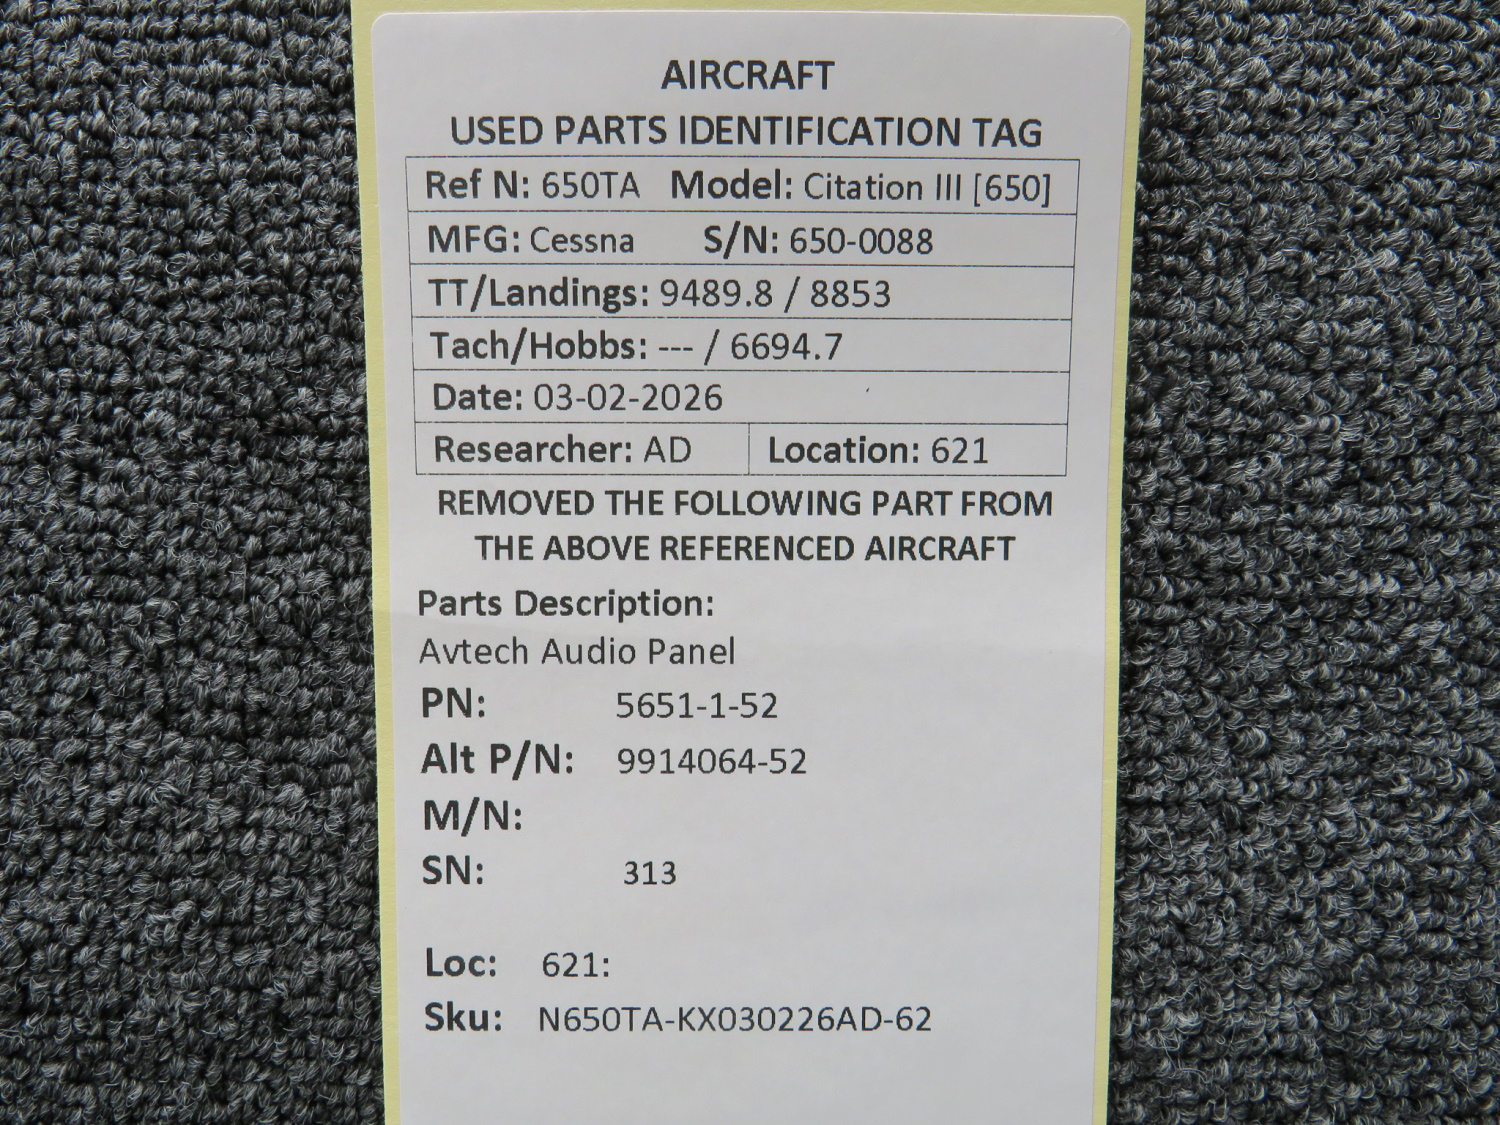 AIRCRAFT
USED PARTS IDENTIFICATION TAG
Ref N: 650TA Model: Citation III [650]
MFG: Cessna S/N: 650-0088
TT/Landings: 9489.8 / 8853
Tach/Hobbs: --- / 6694.7
Date: 03-02-2026
Researcher: AD Location: 621
REMOVED THE FOLLOWING PART FROM
THE ABOVE REFERENCED AIRCRAFT
Parts Description:
Avtech Audio Panel
PN: 5651-1-52
Alt P/N: 9914064-52
M/N:
SN: 313
Loc: 621:
Sku: N650TA-KX030226AD-62